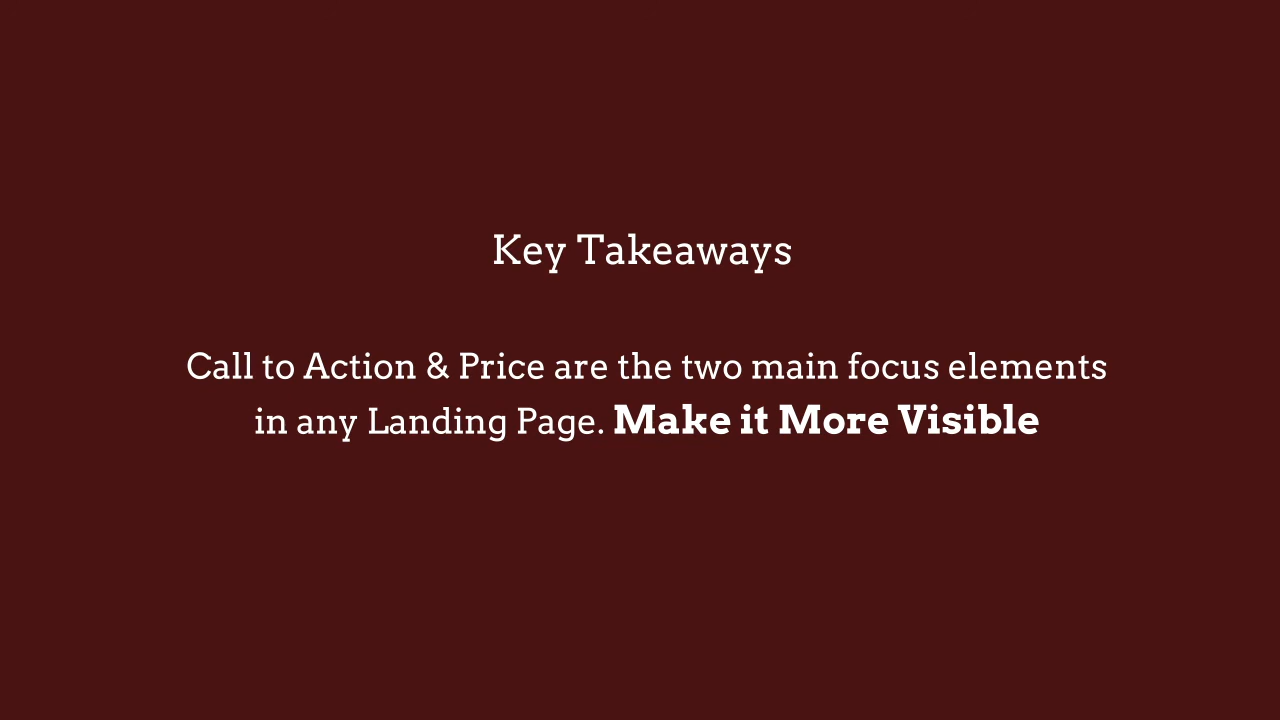 Key Takeaways
Call to Action & Price are the two main focus elements
in any Landing Page. Make it More Visible